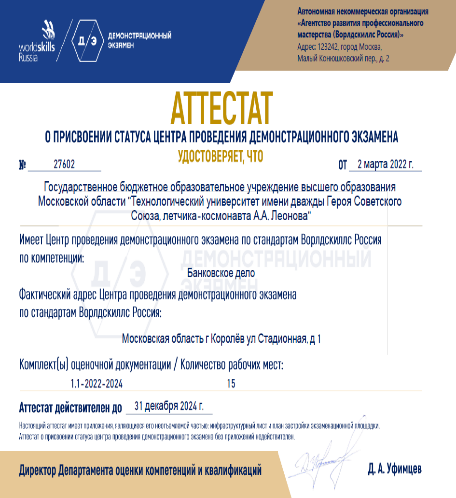 worldskills
Russia
Д Э
ДЕМОНСТРАЦИОННЫЙ
ЭКЗАМЕН
Автономная некоммерческая организация
«Агентство развития профессионального
мастерства (Ворлдскиллс Россия)»
Адрес: 123242, город Москва,
Малый Конюшковский пер., д. 2
АТТЕСТАТ
О ПРИСВОЕНИИ СТАТУСА ЦЕНТРА ПРОВЕДЕНИЯ ДЕМОНСТРАЦИОННОГО ЭКЗАМЕНА
УДОСТОВЕРЯЕТ, ЧТО
№ 27602 ОТ 2 марта 2022 г.
Государственное бюджетное образовательное учреждение высшего образования
Московской области "Технологический университет имени дважды Героя Советского
Союза, летчика-космонавта А.А. Леонова"
Имеет Центр проведения демонстрационного экзамена по стандартам Ворлдскиллс Россия
по компетенции:
Банковское дело
Д Э
ДЕМОНСТРАЦИОННЫЙ
ЭКЗАМЕН
Фактический адрес Центра проведения демонстрационного экзамена
по стандартам Ворлдскиллс Россия:
Московская область г Королёв ул Стадионная, д 1
Комплект(ы) оценочной документации / Количество рабочих мест:
1.1-2022-2024 15
Аттестат действителен до 31 декабря 2024 г.
Настоящий аттестат имеет приложения, являющиеся его неотъемлемой частью: инфраструктурный лист и план застройки экзаменационной площадки.
Аттестат о присвоении статуса центра проведения демонстрационного экзамена без приложений недействителен.
Директор Департамента оценки компетенций и квалификаций Д. А. Уфимцев